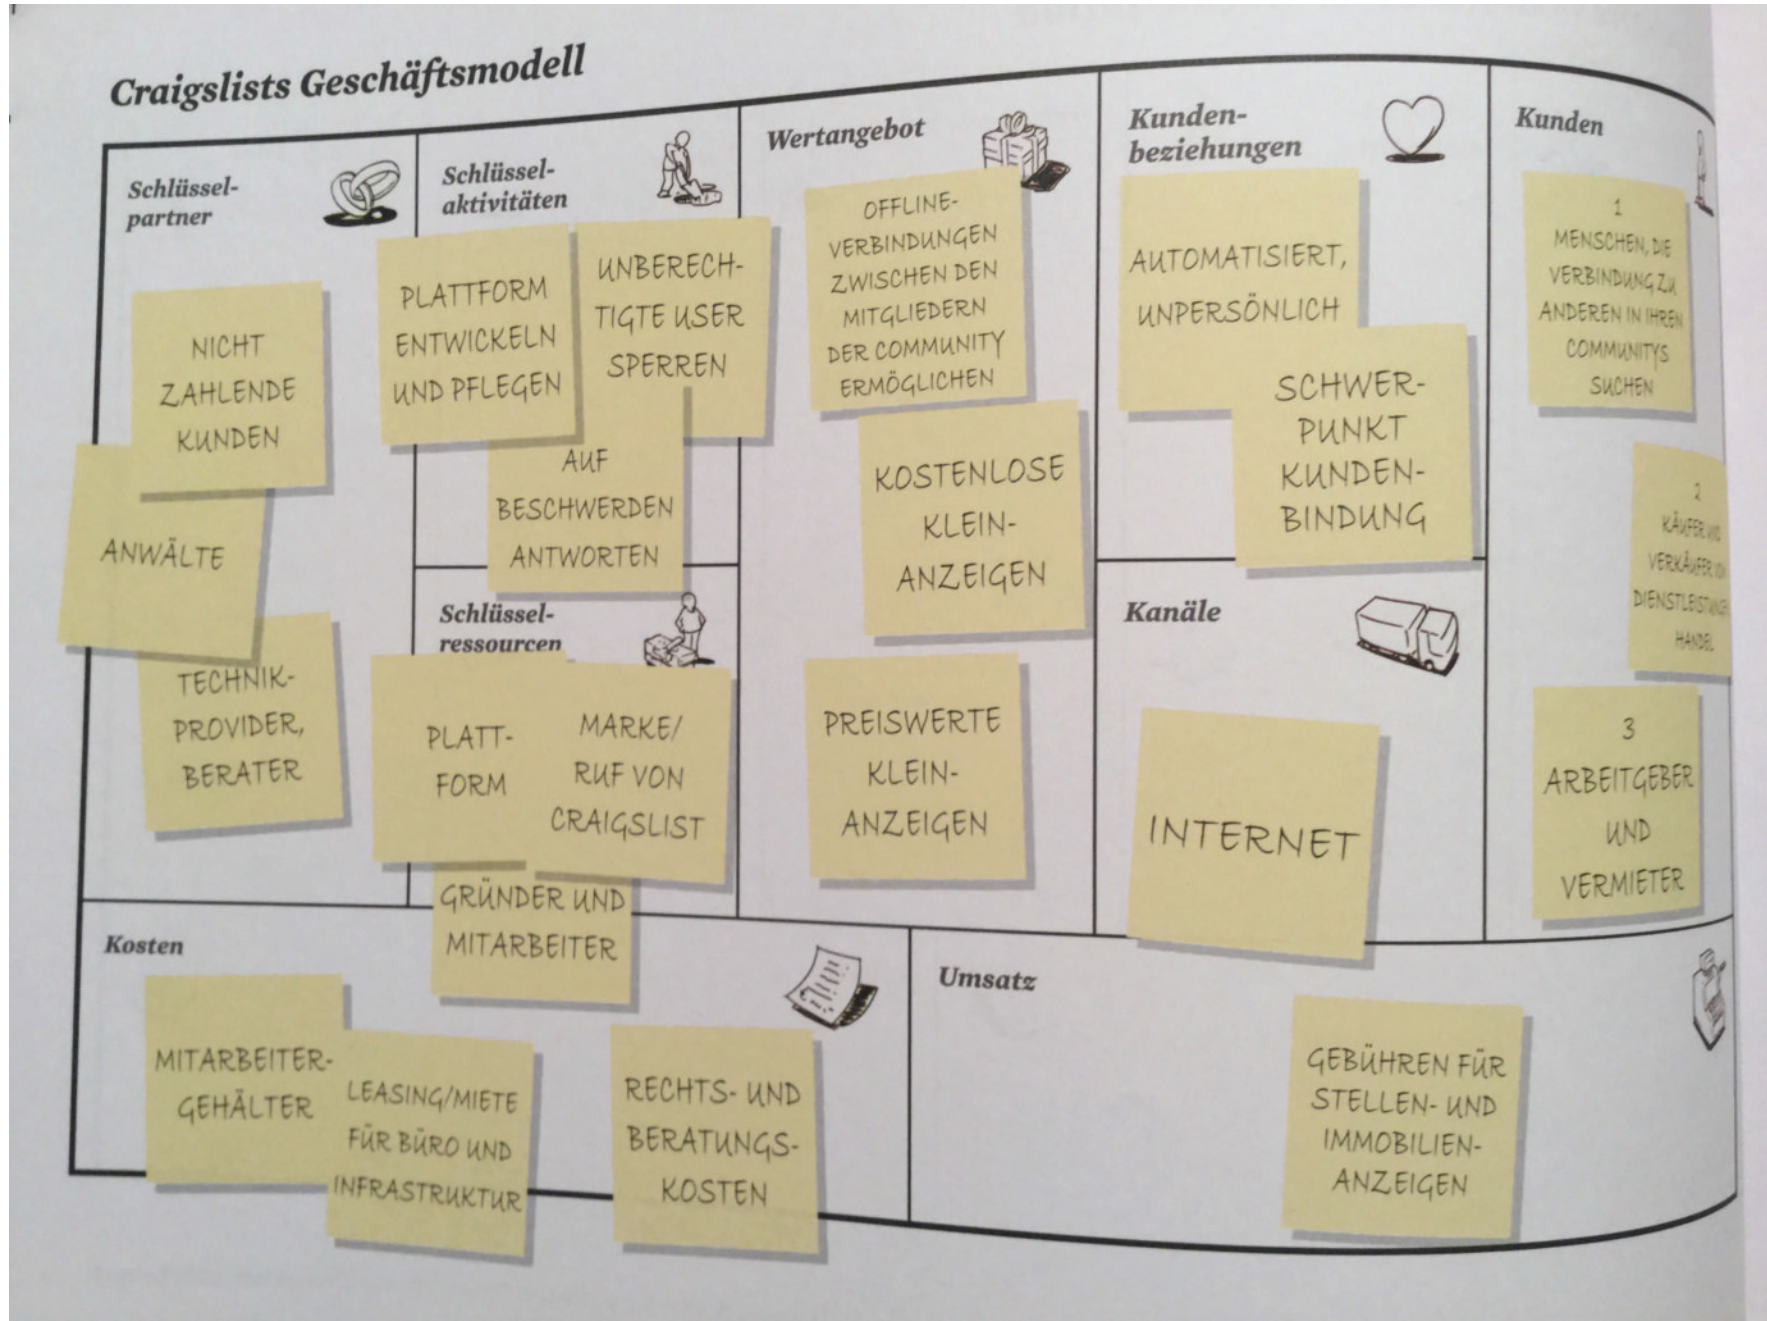 Craigslists Geschäftsmodell
Schlüssel-
partner
NICHT
ZAHLENDE
KUNDEN
ANWÄLTE
TECHNIK-
PROVIDER,
BERATER
Schlüssel-
aktivitäten
PLATTFORM
ENTWICKELN
UND PFLEGEN
UNBERECH-
TIGTE USER
SPERREN
AUF
BESCHWERDEN
ANTWORTEN
Schlüssel-
ressourcen
PLATT-
FORM
MARKE/
RUF VON
CRAIGSLIST
GRÜNDER UND
MITARBEITER
Wertangebot
OFFLINE-
VERBINDUNGEN
ZWISCHEN DEN
MITGLIEDERN
DER COMMUNITY
ERMÖGLICHEN
KOSTENLOSE
KLEIN-
ANZEIGEN
PREISWERTE
KLEIN-
ANZEIGEN
Kunden-
beziehungen
AUTOMATISIERT,
UNPERSÖNLICH
SCHWER-
PUNKT
KUNDEN-
BINDUNG
Kanäle
INTERNET
Kunden
1
MENSCHEN, DIE
VERBINDUNG ZU
ANDEREN IN IHREN
COMMUNITYS
SUCHEN
2
KÄUFER UND
VERKÄUFER VON
HANDEL
3
ARBEITGEBER
UND
VERMIETER
Kosten
MITARBEITER-
GEHÄLTER
LEASING/MIETE
FÜR BÜRO UND
INFRASTRUKTUR
RECHTS- UND
BERATUNGS-
KOSTEN
Umsatz
GEBÜHREN FÜR
STELLEN- UND
IMMOBILIEN-
ANZEIGEN